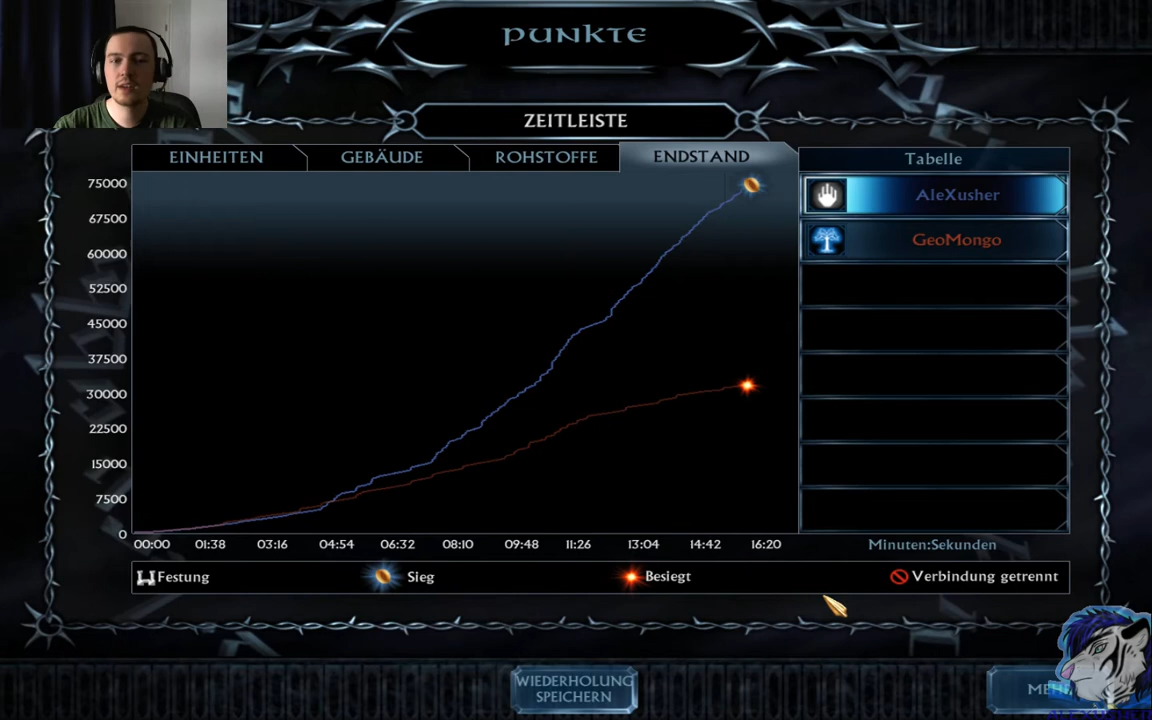 PUNKTE
ZEITLEISTE
EINHEITEN
GEBÄUDE
ROHSTOFFE
ENDSTAND
Tabelle
75000
67500
60000
52500
45000
37500
30000
22500
15000
7500
0
00:00 01:38 03:16 04:54 06:32 08:10 09:48 11:26 13:04 14:42 16:20
AleXusher
GeoMongo
Minuten:Sekunden
Festung
Sieg
Besiegt
Verbindung getrennt
WIEDERHOLUNG
SPEICHERN